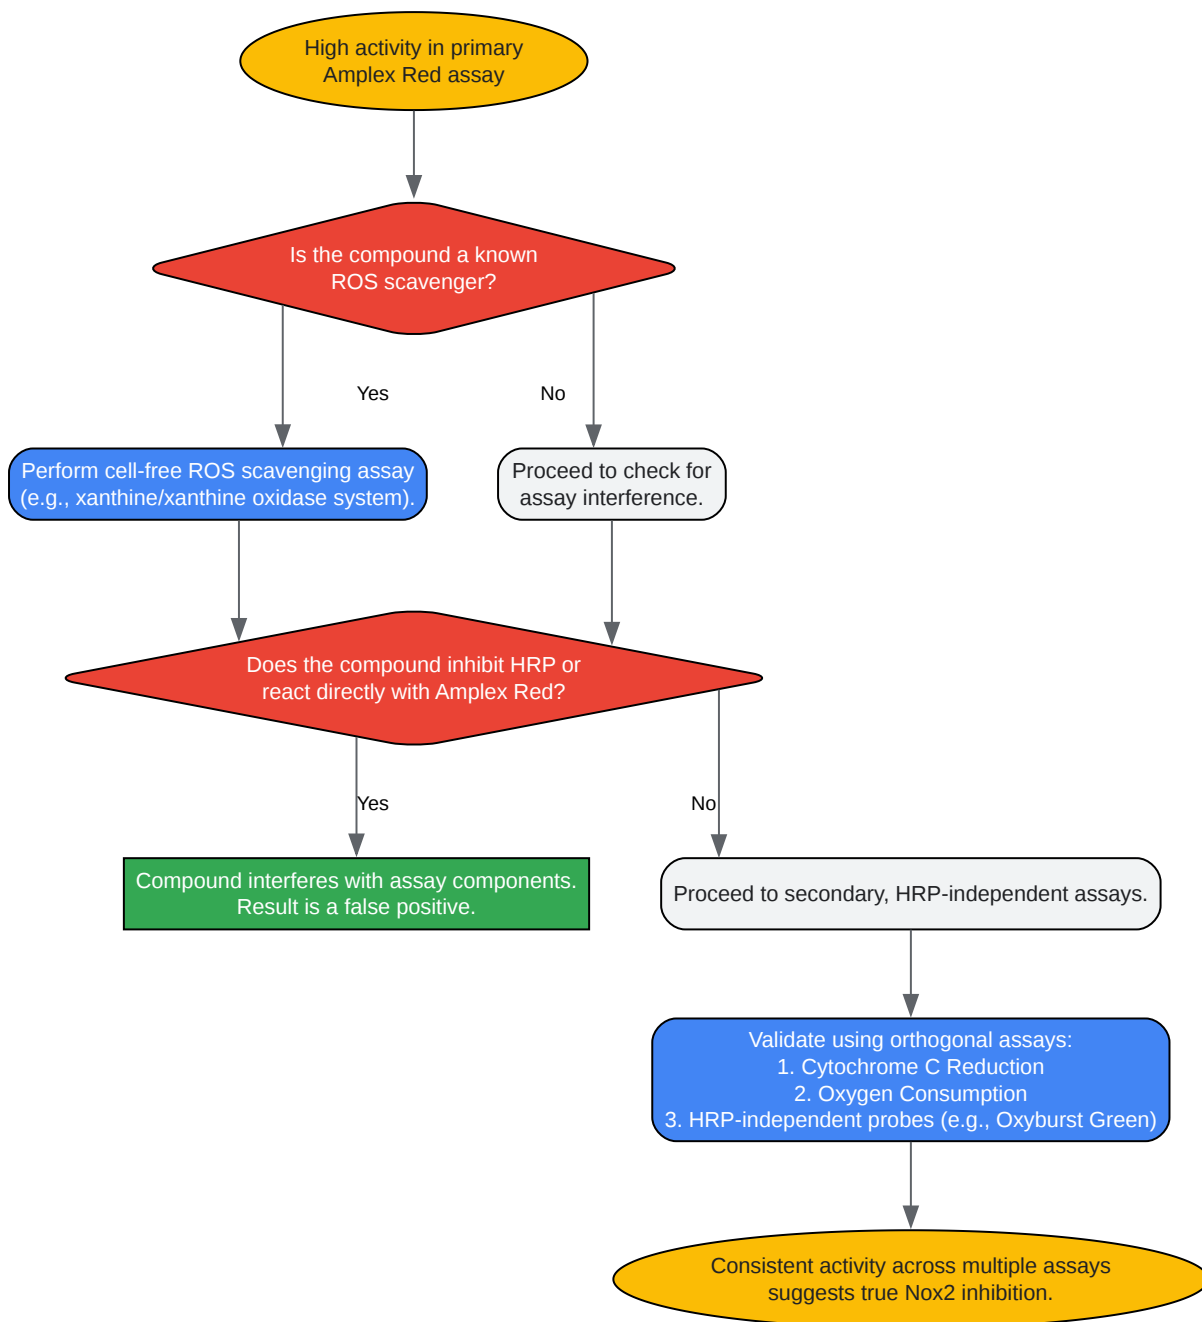 High activity in primary
Amplex Red assay
Is the compound a known
ROS scavenger?
Yes
No
Perform cell-free ROS scavenging assay
(e.g., xanthine/xanthine oxidase system).
Proceed to check for
assay interference.
Does the compound inhibit HRP or
react directly with Amplex Red?
Yes
No
Compound interferes with assay components.
Result is a false positive.
Proceed to secondary, HRP-independent assays.
Validate using orthogonal assays:
1. Cytochrome C Reduction
2. Oxygen Consumption
3. HRP-independent probes (e.g., Oxyburst Green)
Consistent activity across multiple assays
suggests true Nox2 inhibition.